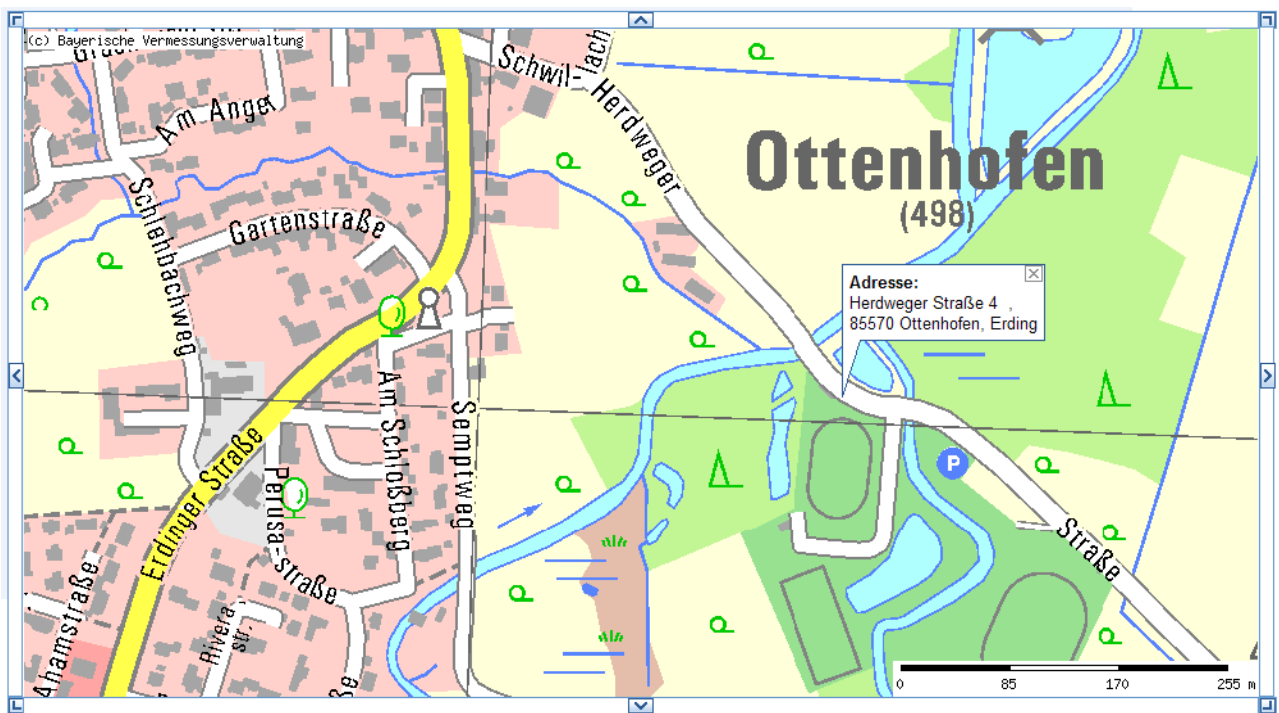 (c) Bayerische Vermessungsverwaltung
Schwil-lach
Am Anger
Herdweger
Ottenhofen
(498)
Schlehbachweg
Gartenstraße
Adresse:
Herdweger Straße 4 ,
85570 Ottenhofen, Erding
Am Schloßberg
Semptweg
Erdinger Straße
P
Perusa-straße
Straße
Ahamstraße
Rivera
str.
ße
0 85 170 255 m